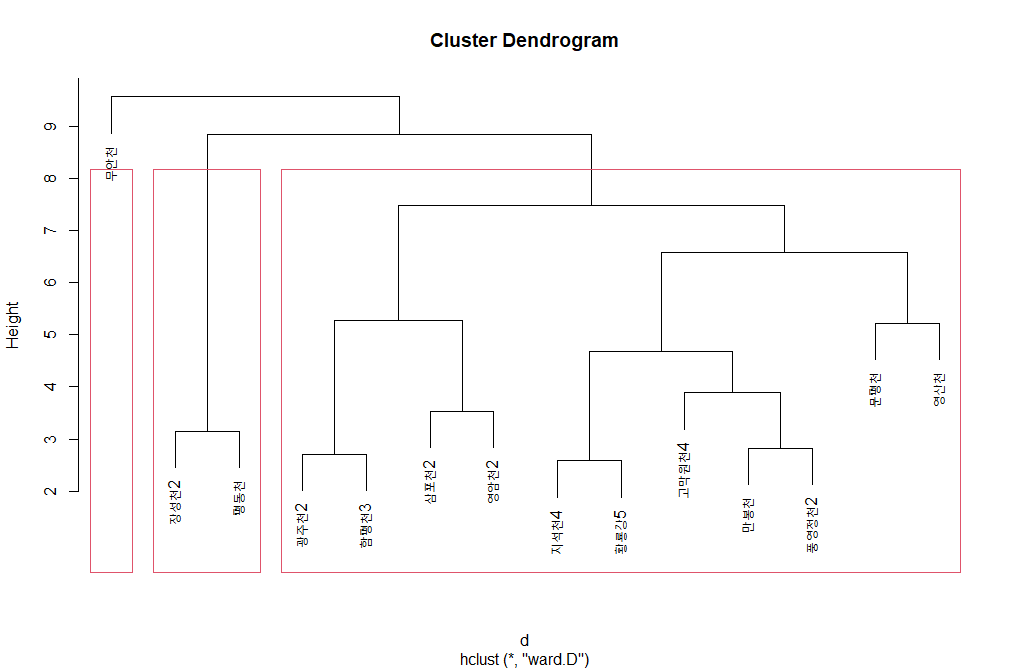 Cluster Dendrogram
Height
9
8
7
6
5
4
3
2
무안천
장성천2
평동천
광주천2
함평천3
삼포천2
영암천2
지석천4
황룡강5
고막원천4
만봉천
풍영정천2
문평천
영산천
d
hclust (*, "ward.D")